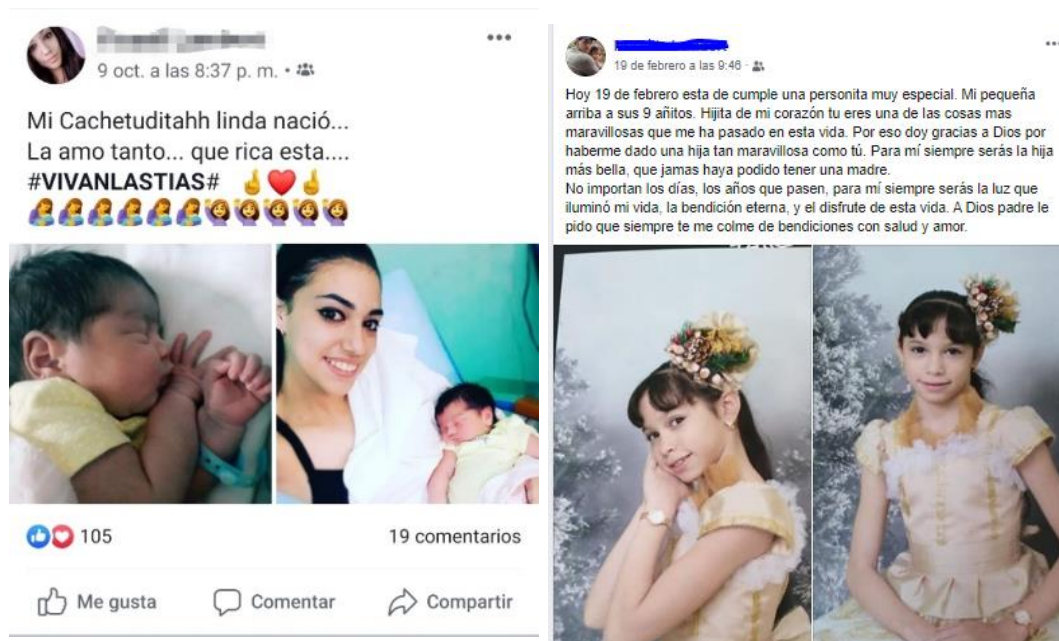 9 oct. a las 8:37 p. m.
Mi Cachetuditahh linda nació...
La amo tanto... que rica esta....
#VIVANLASTIAS#
105
19 comentarios
Me gusta
Comentar
Compartir
19 de febrero a las 9:46
Hoy 19 de febrero esta de cumple una personita muy especial. Mi pequeña
arriba a sus 9 añitos. Hijita de mi corazón tu eres una de las cosas mas
maravillosas que me ha pasado en esta vida. Por eso doy gracias a Dios por
haberme dado una hija tan maravillosa como tú. Para mí siempre serás la hija
más bella, que jamas haya podido tener una madre.
No importan los días, los años que pasen, para mí siempre serás la luz que
iluminó mi vida, la bendición eterna, y el disfrute de esta vida. A Dios padre le
pido que siempre te me colme de bendiciones con salud y amor.